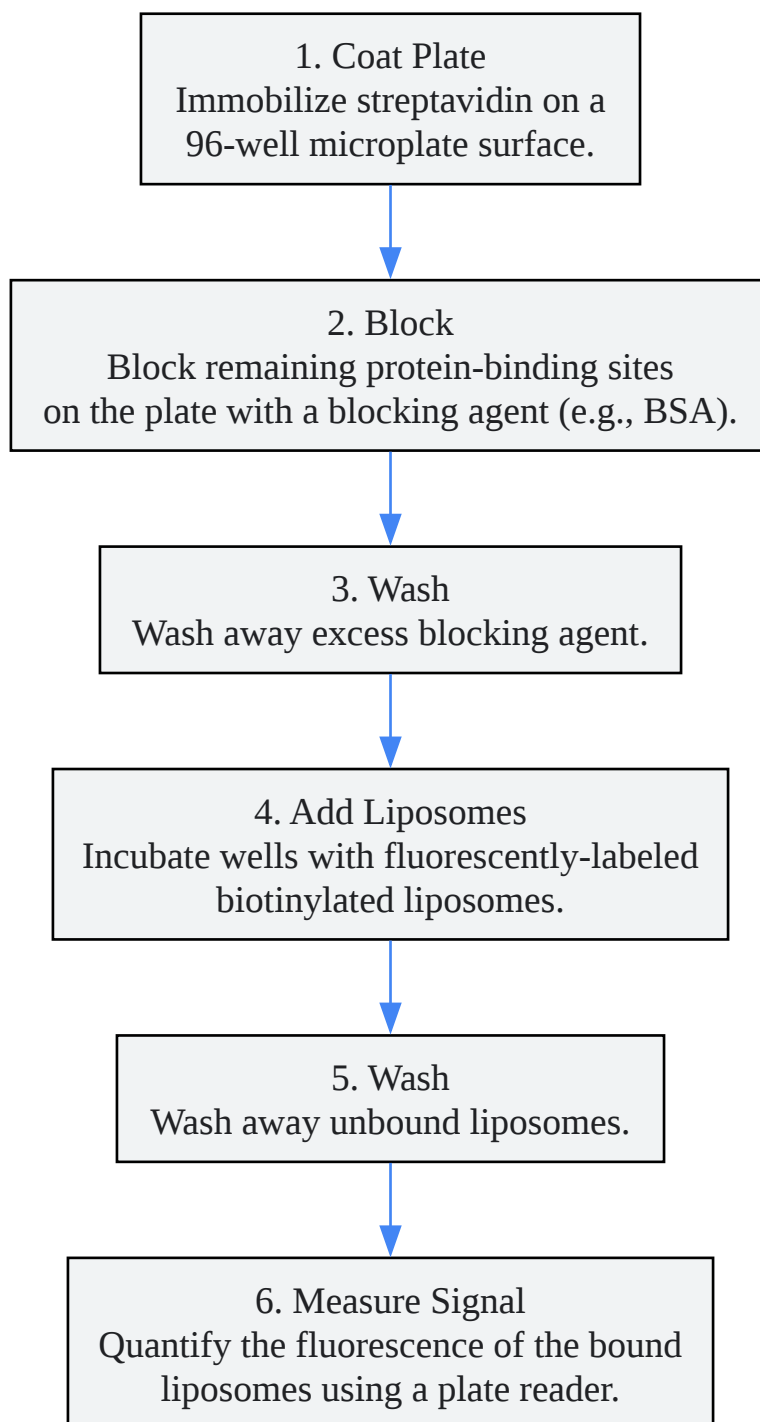 1. Coat Plate
Immobilize streptavidin on a
96-well microplate surface.
2. Block
Block remaining protein-binding sites
on the plate with a blocking agent (e.g., BSA).
3. Wash
Wash away excess blocking agent.
4. Add Liposomes
Incubate wells with fluorescently-labeled
biotinylated liposomes.
5. Wash
Wash away unbound liposomes.
6. Measure Signal
Quantify the fluorescence of the bound
liposomes using a plate reader.